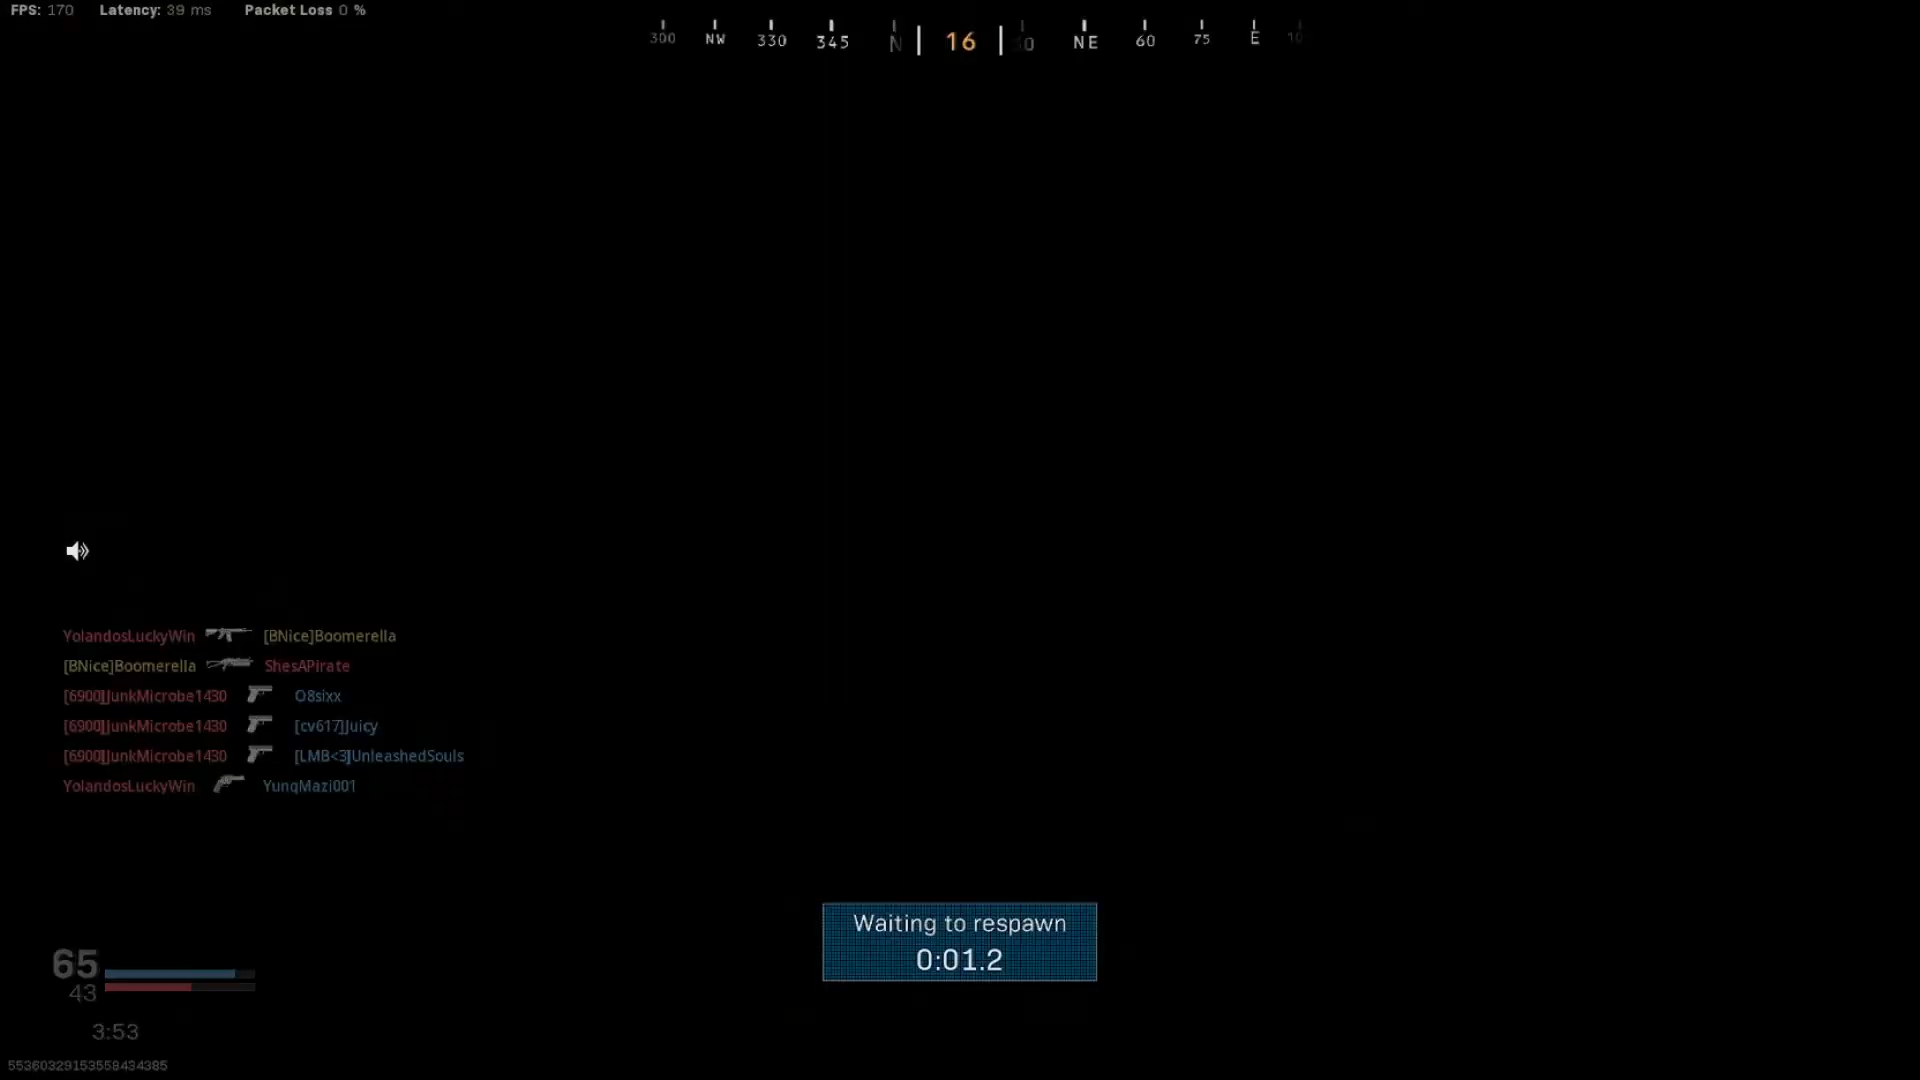 FPS: 170 Latency: 39 ms Packet Loss 0 %
300 NW 330 345 N 16 NE 60 75 E
YolandosLuckyWin [BNice]Boomerella
[BNice]Boomerella ShesAPirate
[6900]JunkMicrobe1430 O8sixx
[6900]JunkMicrobe1430 [cv617]Juicy
[6900]JunkMicrobe1430 [LMB<3]UnleashedSouls
YolandosLuckyWin YungMazi001
Waiting to respawn
0:01.2
65
43
3:53
55360329153558434385